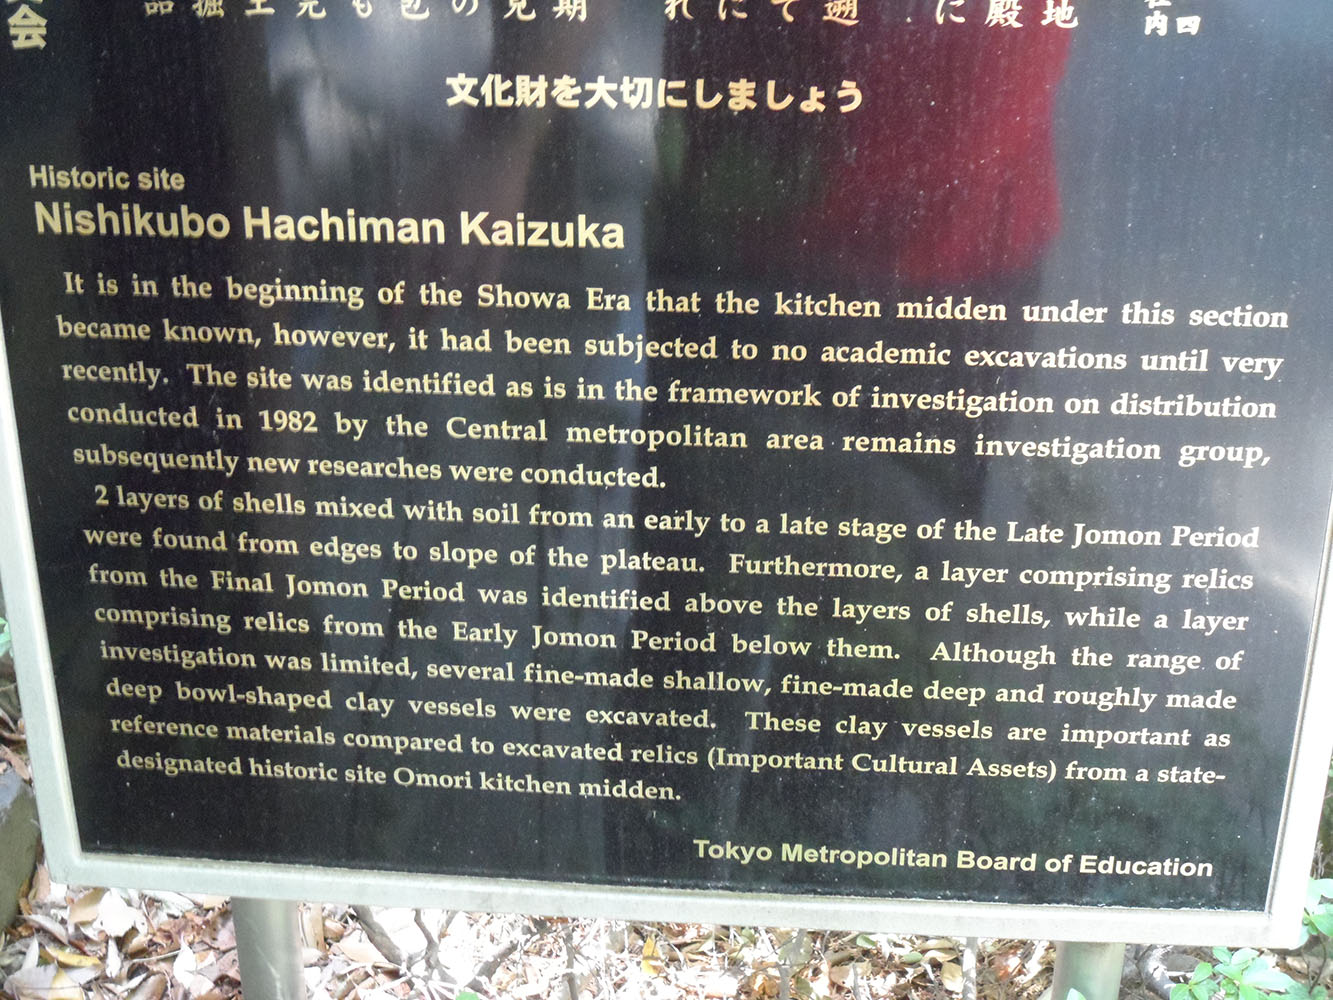 文化財を大切にしましょう
Historic site
Nishikubo Hachiman Kaizuka
It is in the beginning of the Showa Era that the kitchen midden under this section
became known, however, it had been subjected to no academic excavations until very
recently. The site was identified as is in the framework of investigation on distribution
conducted in 1982 by the Central metropolitan area remains investigation group,
subsequently new researches were conducted.
2 layers of shells mixed with soil from an early to a late stage of the Late Jomon Period
were found from edges to slope of the plateau. Furthermore, a layer comprising relics
from the Final Jomon Period was identified above the layers of shells, while a layer
comprising relics from the Early Jomon Period below them. Although the range of
investigation was limited, several fine-made shallow, fine-made deep and roughly made
deep bowl-shaped clay vessels were excavated. These clay vessels are important as
reference materials compared to excavated relics (Important Cultural Assets) from a state-
designated historic site Omori kitchen midden.
Tokyo Metropolitan Board of Education